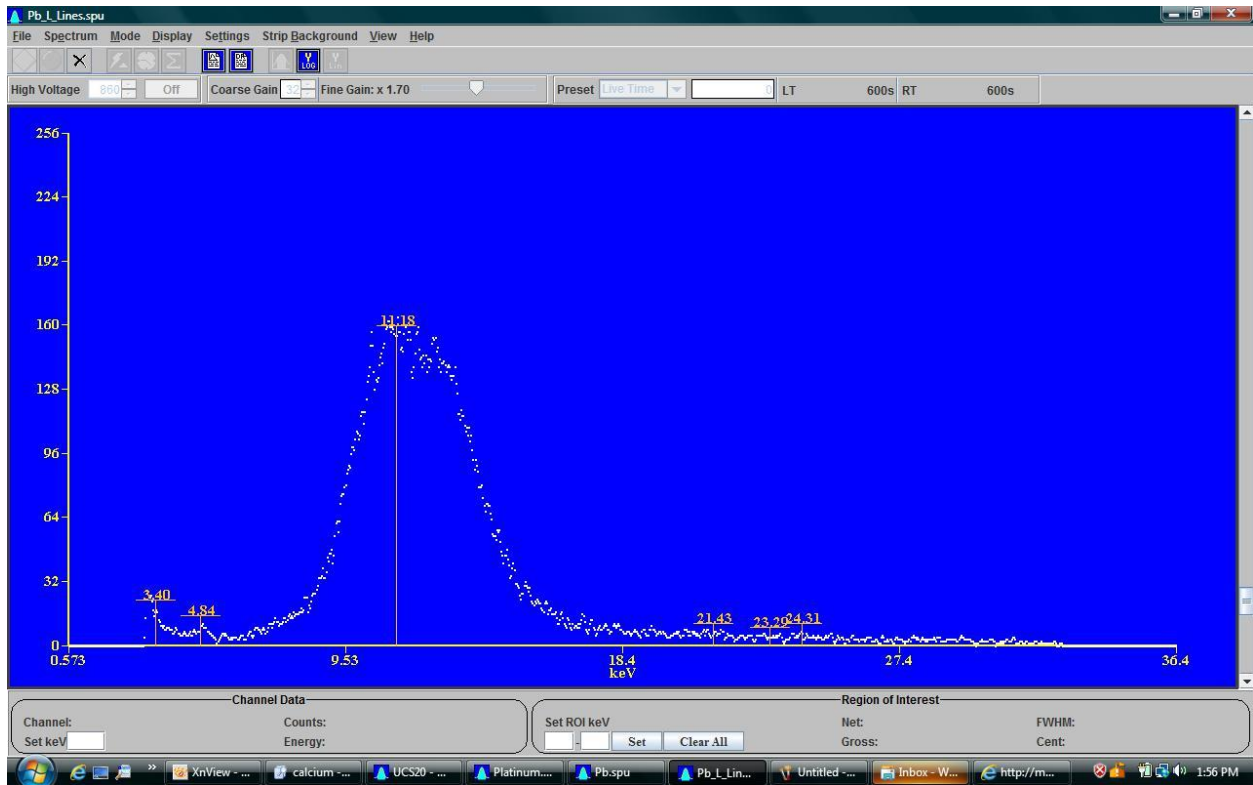 Pb_L_Lines.spu
File Spectrum Mode Display Settings Strip Background View Help
Y LOG
High Voltage 860 Off Coarse Gain 32 Fine Gain: x 1.70 Preset Live Time 0 LT 600s RT 600s
256
224
192
160
128
96
64
32
0
11.18
3.40
4.84
21.43
23.29
24.31
0.573 9.53 18.4 27.4 36.4
keV
Channel Data
Region of Interest
Channel: Counts:
Set keV Energy:
Set ROI keV Net: FWHM:
- Set Clear All Gross: Cent:
XnView - ... calcium -... UCS20 - ... Platinum.... Pb.spu Pb_L_Lin... Untitled -... Inbox - W... http://m... 1:56 PM